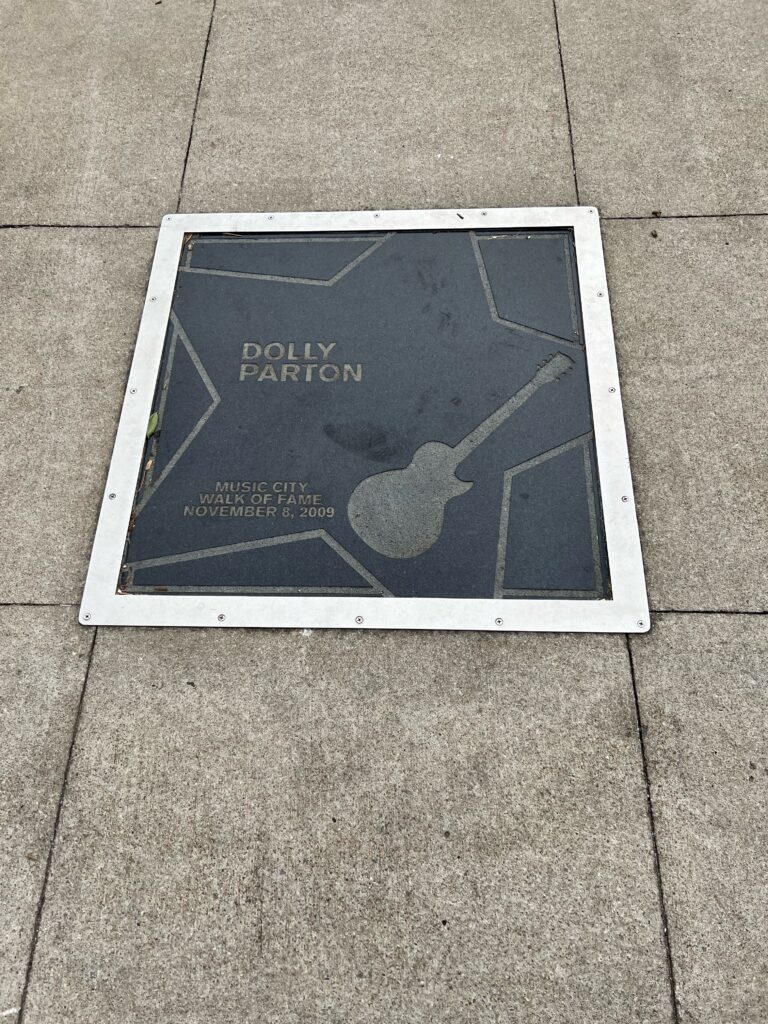 DOLLY
PARTON
MUSIC CITY
WALK OF FAME
NOVEMBER 8, 2009